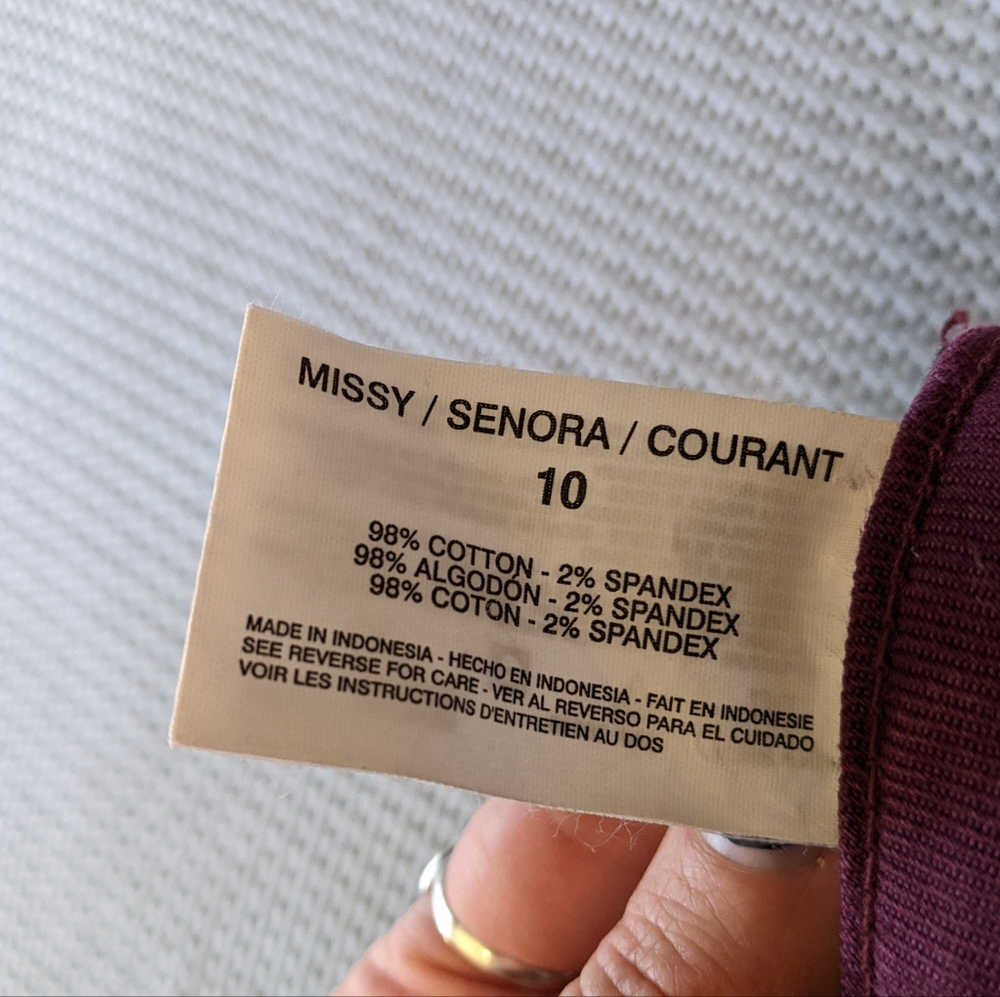 MISSY / SENORA / COURANT
10
98% COTTON - 2% SPANDEX
98% ALGODÓN - 2% SPANDEX
98% COTON - 2% SPANDEX
MADE IN INDONESIA - HECHO EN INDONESIA - FAIT EN INDONESIE
SEE REVERSE FOR CARE - VER AL REVERSO PARA EL CUIDADO
VOIR LES INSTRUCTIONS D'ENTRETIEN AU DOS